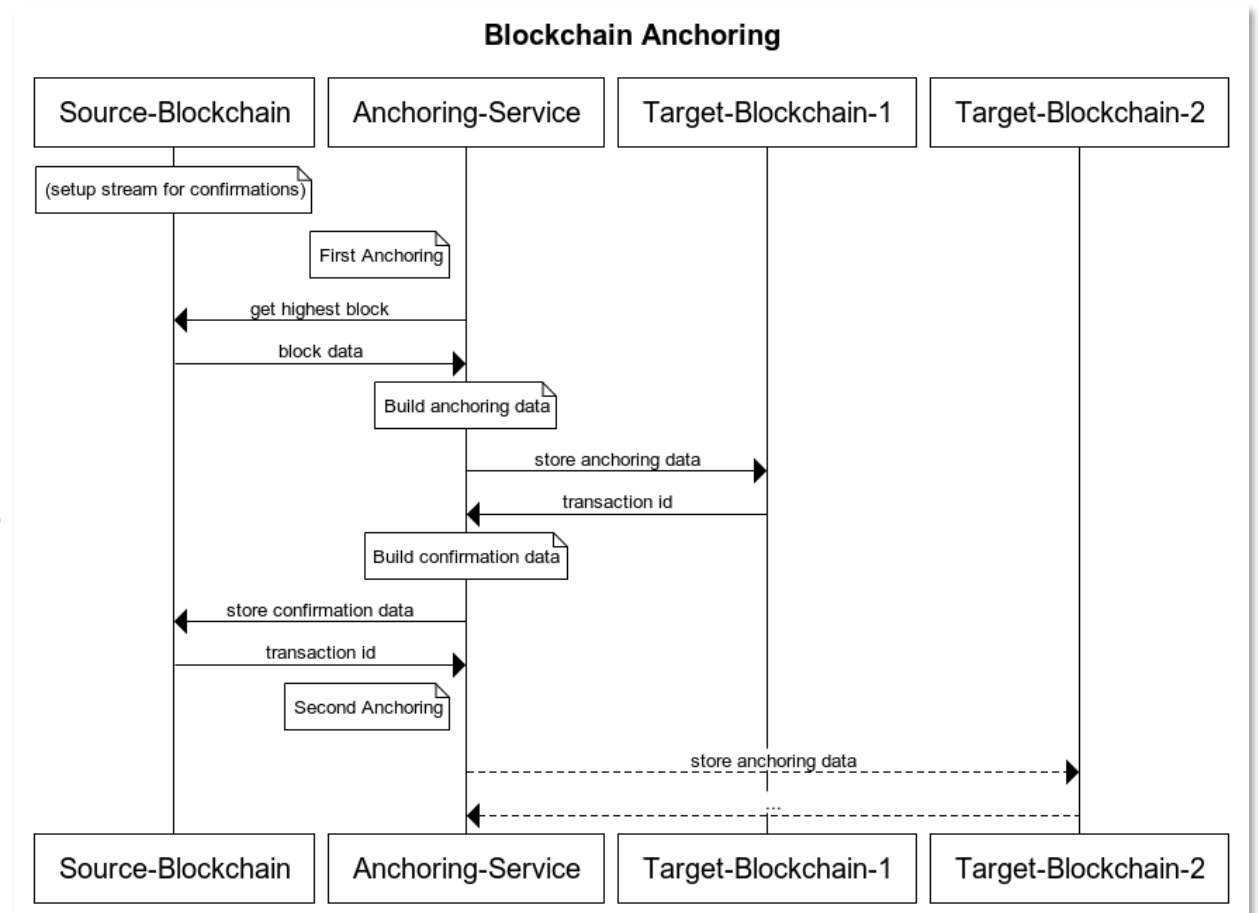 Blockchain Anchoring
Source-Blockchain
Anchoring-Service
Target-Blockchain-1
Target-Blockchain-2
(setup stream for confirmations)
First Anchoring
get highest block
block data
Build anchoring data
store anchoring data
transaction id
Build confirmation data
store confirmation data
transaction id
Second Anchoring
store anchoring data
...
Source-Blockchain
Anchoring-Service
Target-Blockchain-1
Target-Blockchain-2